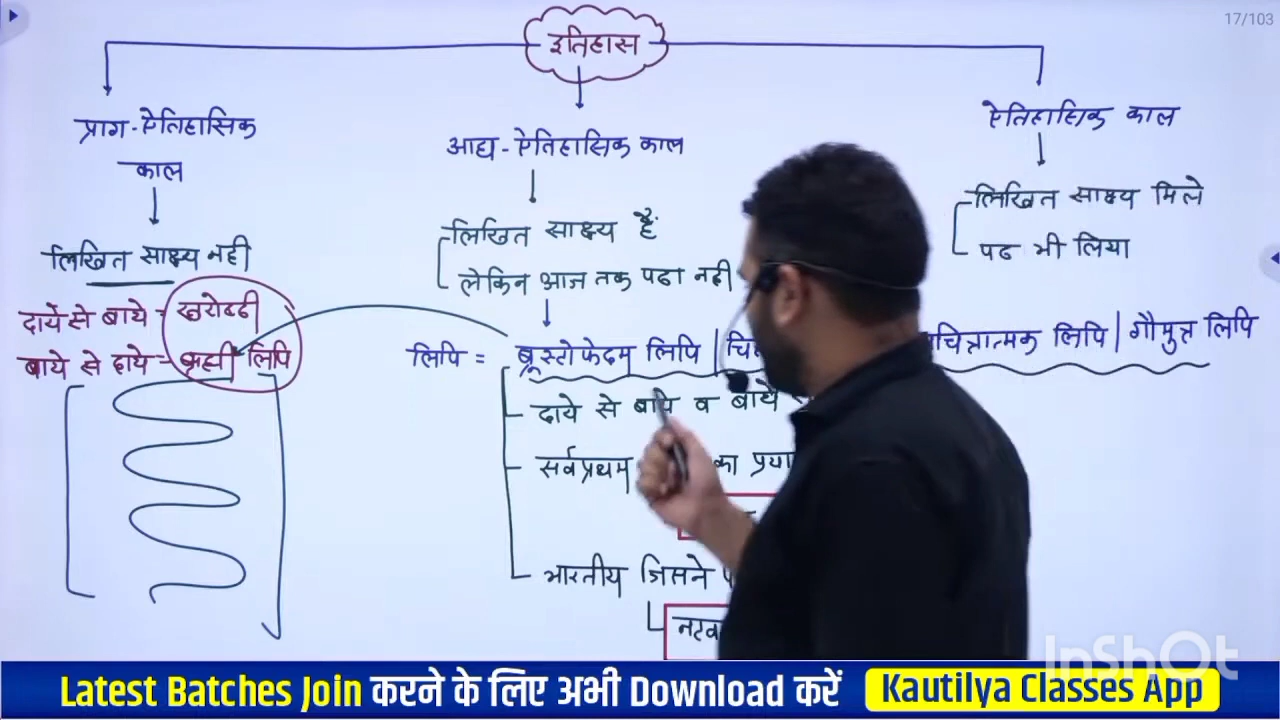 17/103
इतिहास
प्राग-ऐतिहासिक
काल
लिखित साक्ष्य नही
दायें से बाये = खरोष्ठी
बाये से दाये = ब्रह्मी लिपि
आद्य-ऐतिहासिक काल
लिखित साक्ष्य हैं
लेकिन आज तक पढा नही
लिपि = ब्रूस्टोफेदम लिपि |
दाये से बाये व बाये
सर्वप्रथम का
भारतीय जिसने
ऐतिहासिक काल
लिखित साक्ष्य मिले
पढ भी लिया
लिपि | गौमुत्र लिपि
InShOt
Latest Batches Join करने के लिए अभी Download करें Kautilya Classes App